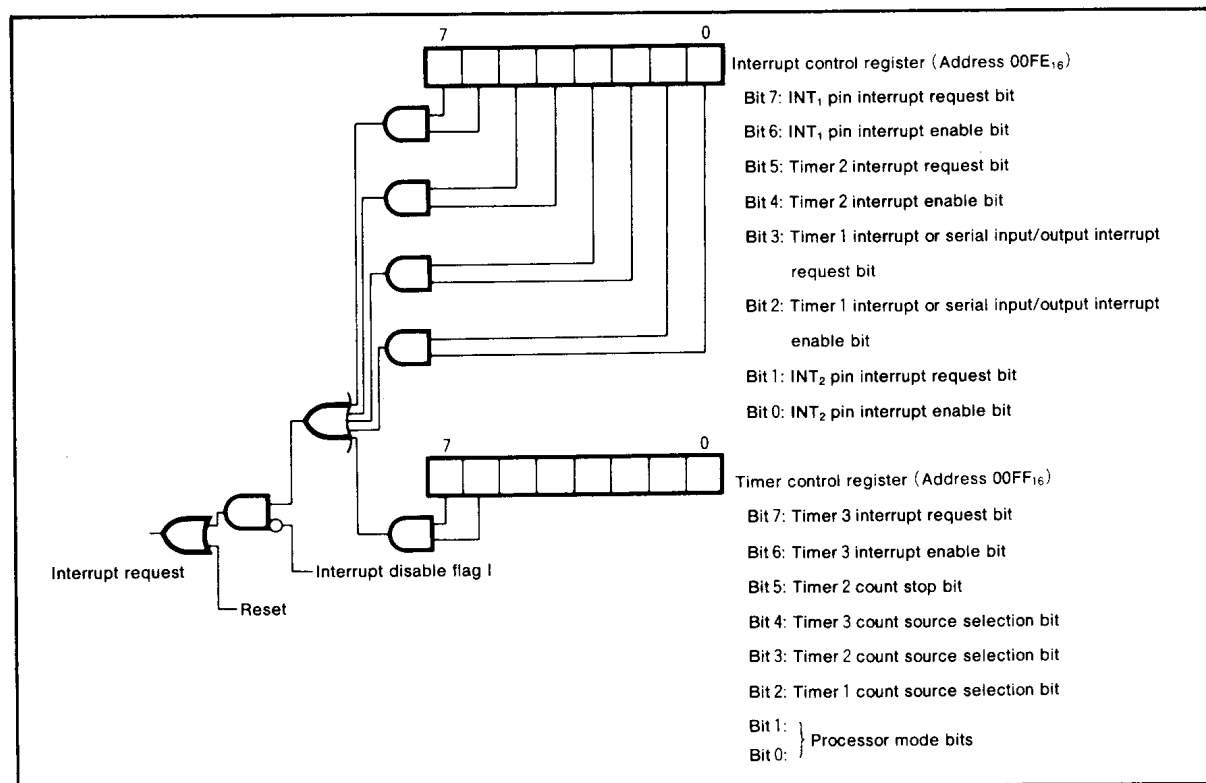 7 0
Interrupt control register (Address 00FE₁₆)
Bit 7: INT₁ pin interrupt request bit
Bit 6: INT₁ pin interrupt enable bit
Bit 5: Timer 2 interrupt request bit
Bit 4: Timer 2 interrupt enable bit
Bit 3: Timer 1 interrupt or serial input/output interrupt
request bit
Bit 2: Timer 1 interrupt or serial input/output interrupt
enable bit
Bit 1: INT₂ pin interrupt request bit
Bit 0: INT₂ pin interrupt enable bit
7 0
Timer control register (Address 00FF₁₆)
Bit 7: Timer 3 interrupt request bit
Bit 6: Timer 3 interrupt enable bit
Bit 5: Timer 2 count stop bit
Bit 4: Timer 3 count source selection bit
Bit 3: Timer 2 count source selection bit
Bit 2: Timer 1 count source selection bit
Bit 1:
Bit 0:
Processor mode bits
Interrupt request
Interrupt disable flag I
Reset